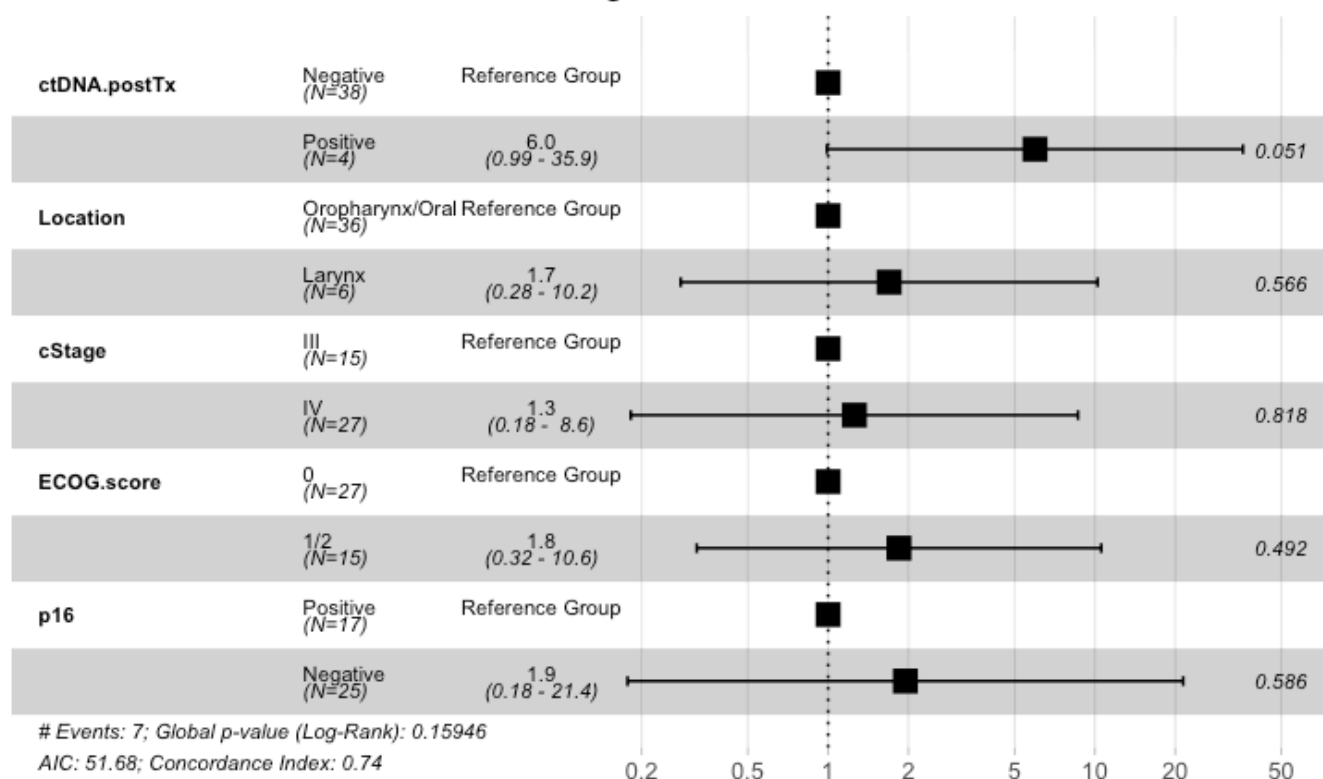 ctDNA.postTx Negative Reference Group
(N=38)
Positive 6.0
(N=4) (0.99 - 35.9) 0.051
Location Oropharynx/Oral Reference Group
(N=36)
Larynx 1.7
(N=6) (0.28 - 10.2) 0.566
cStage III Reference Group
(N=15)
IV 1.3
(N=27) (0.18 - 8.6) 0.818
ECOG.score 0 Reference Group
(N=27)
1/2 1.8
(N=15) (0.32 - 10.6) 0.492
p16 Positive Reference Group
(N=17)
Negative 1.9
(N=25) (0.18 - 21.4) 0.586
# Events: 7; Global p-value (Log-Rank): 0.15946
AIC: 51.68; Concordance Index: 0.74
0.2 0.5 1 2 5 10 20 50